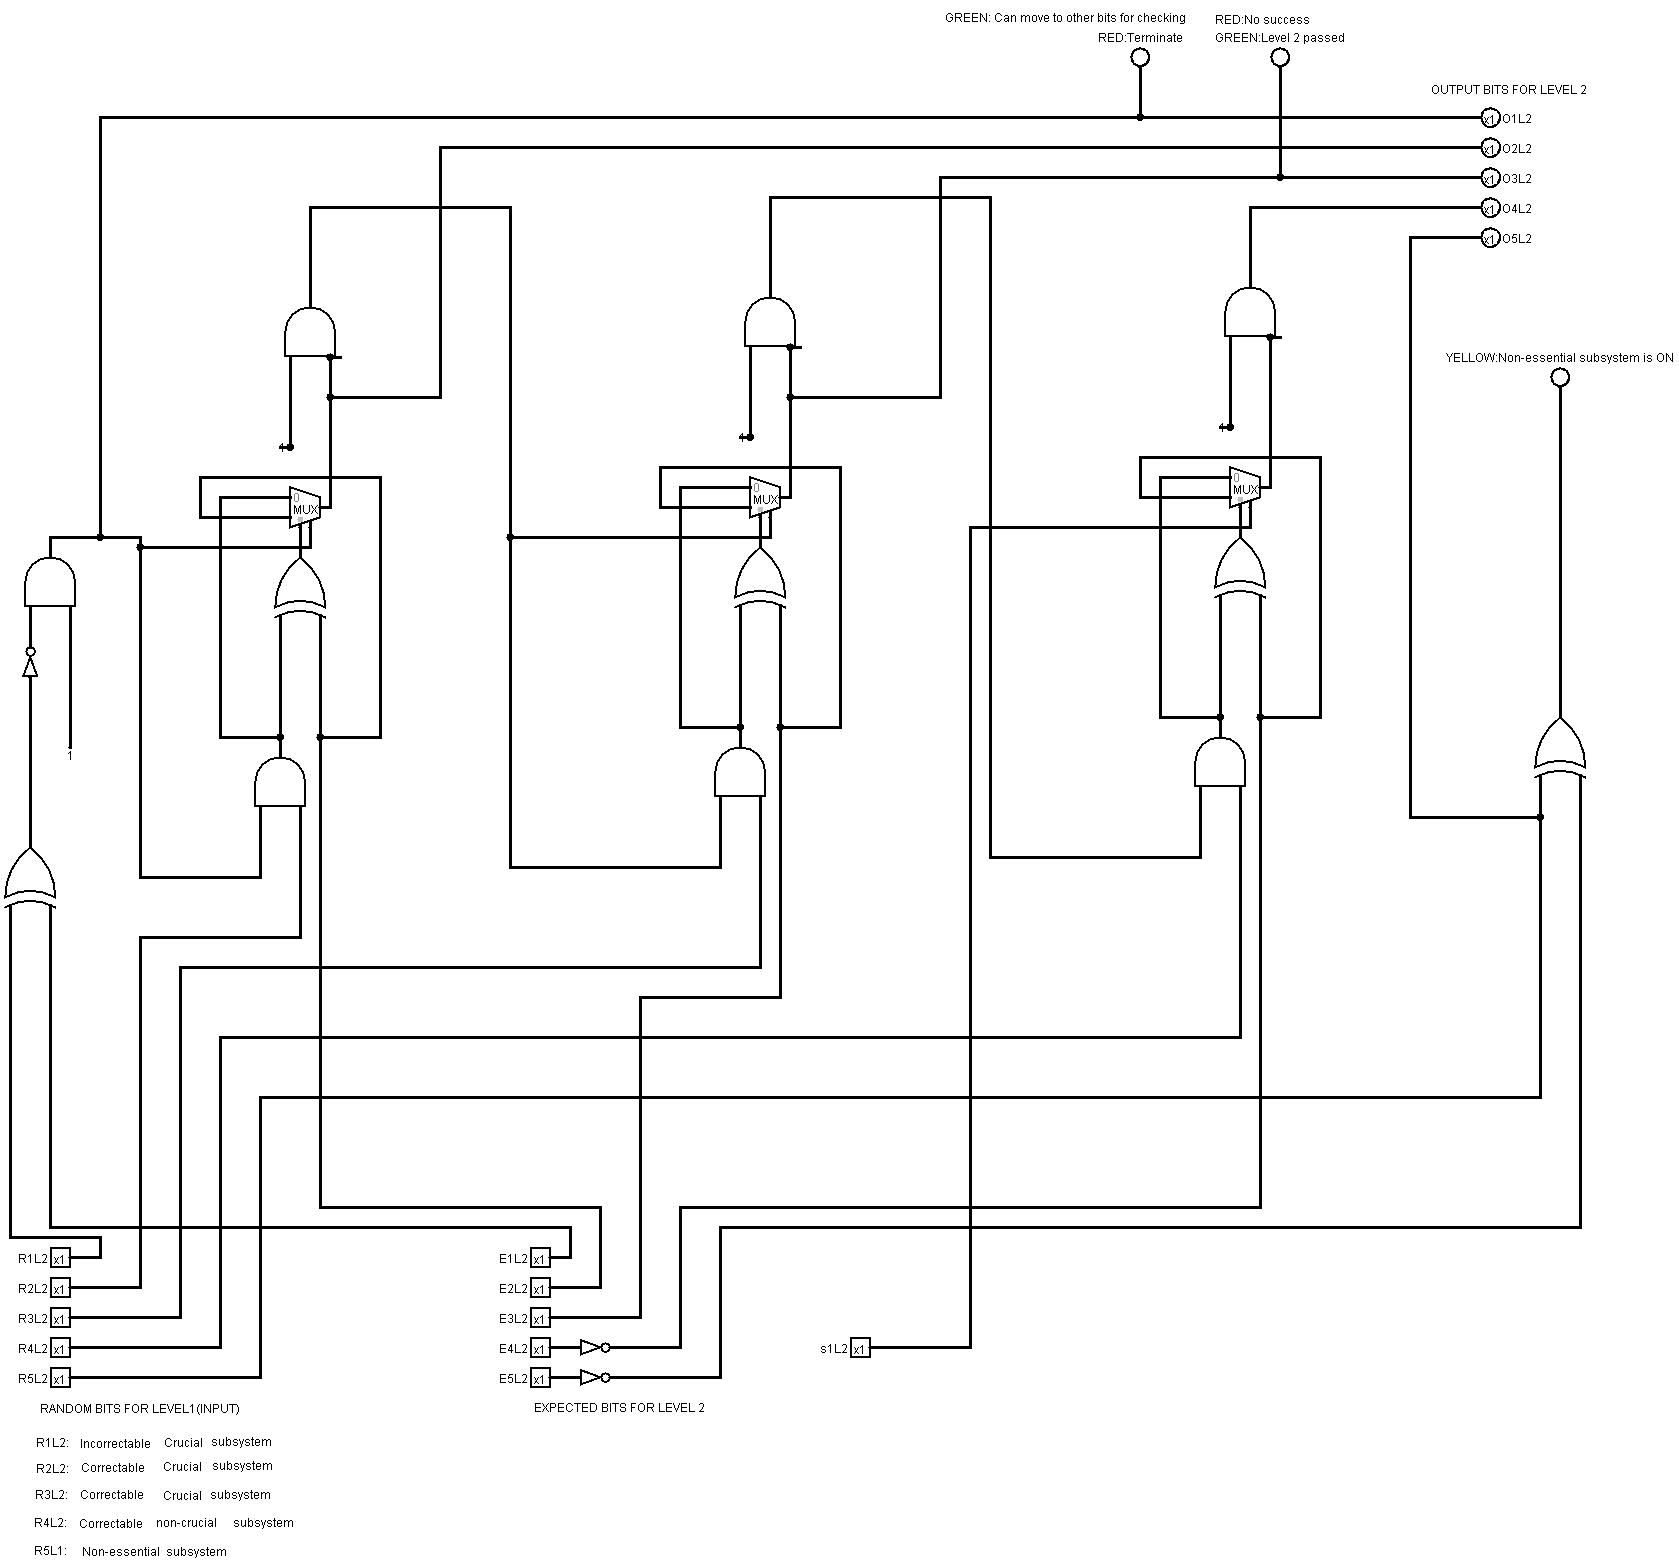 GREEN: Can move to other bits for checking
RED:Terminate
RED:No success
GREEN:Level 2 passed
OUTPUT BITS FOR LEVEL 2
x1 O1L2
x1 O2L2
x1 O3L2
x1 O4L2
x1 O5L2
YELLOW:Non-essential subsystem is ON
1
1
1
0
MUX
0
MUX
0
MUX
1
R1L2 x1
R2L2 x1
R3L2 x1
R4L2 x1
R5L2 x1
E1L2 x1
E2L2 x1
E3L2 x1
E4L2 x1
E5L2 x1
s1L2 x1
RANDOM BITS FOR LEVEL1(INPUT)
EXPECTED BITS FOR LEVEL 2
R1L2: Incorrectable Crucial subsystem
R2L2: Correctable Crucial subsystem
R3L2: Correctable Crucial subsystem
R4L2: Correctable non-crucial subsystem
R5L1: Non-essential subsystem